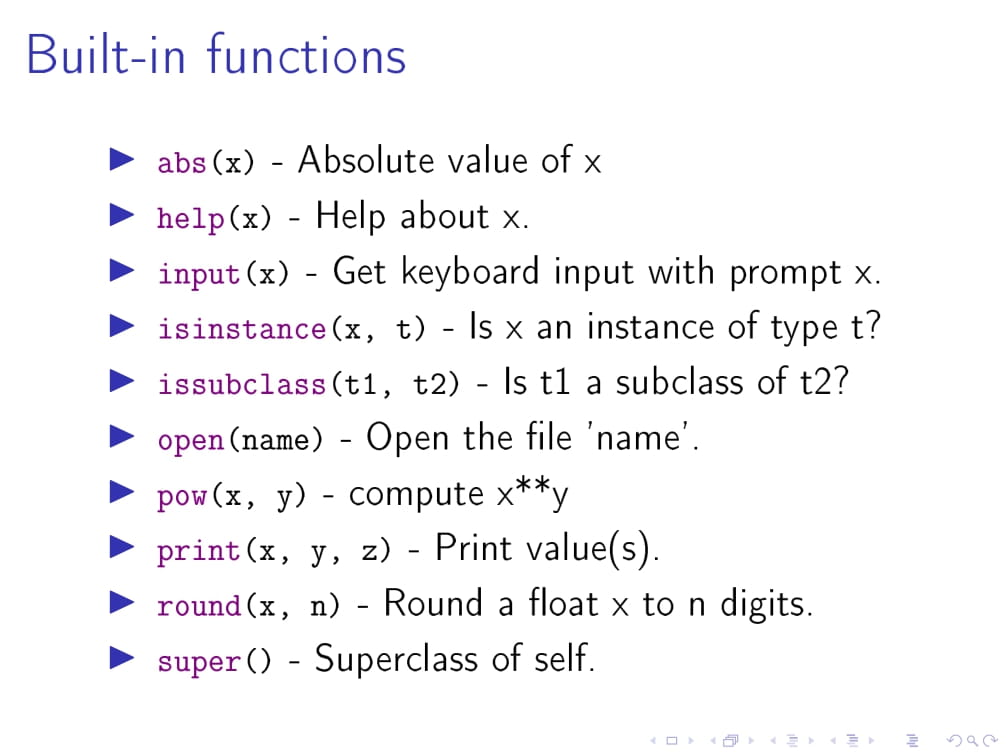 Built-in functions
abs(x) - Absolute value of x
help(x) - Help about x.
input(x) - Get keyboard input with prompt x.
isinstance(x, t) - Is x an instance of type t?
issubclass(t1, t2) - Is t1 a subclass of t2?
open(name) - Open the file 'name'.
pow(x, y) - compute x**y
print(x, y, z) - Print value(s).
round(x, n) - Round a float x to n digits.
super() - Superclass of self.